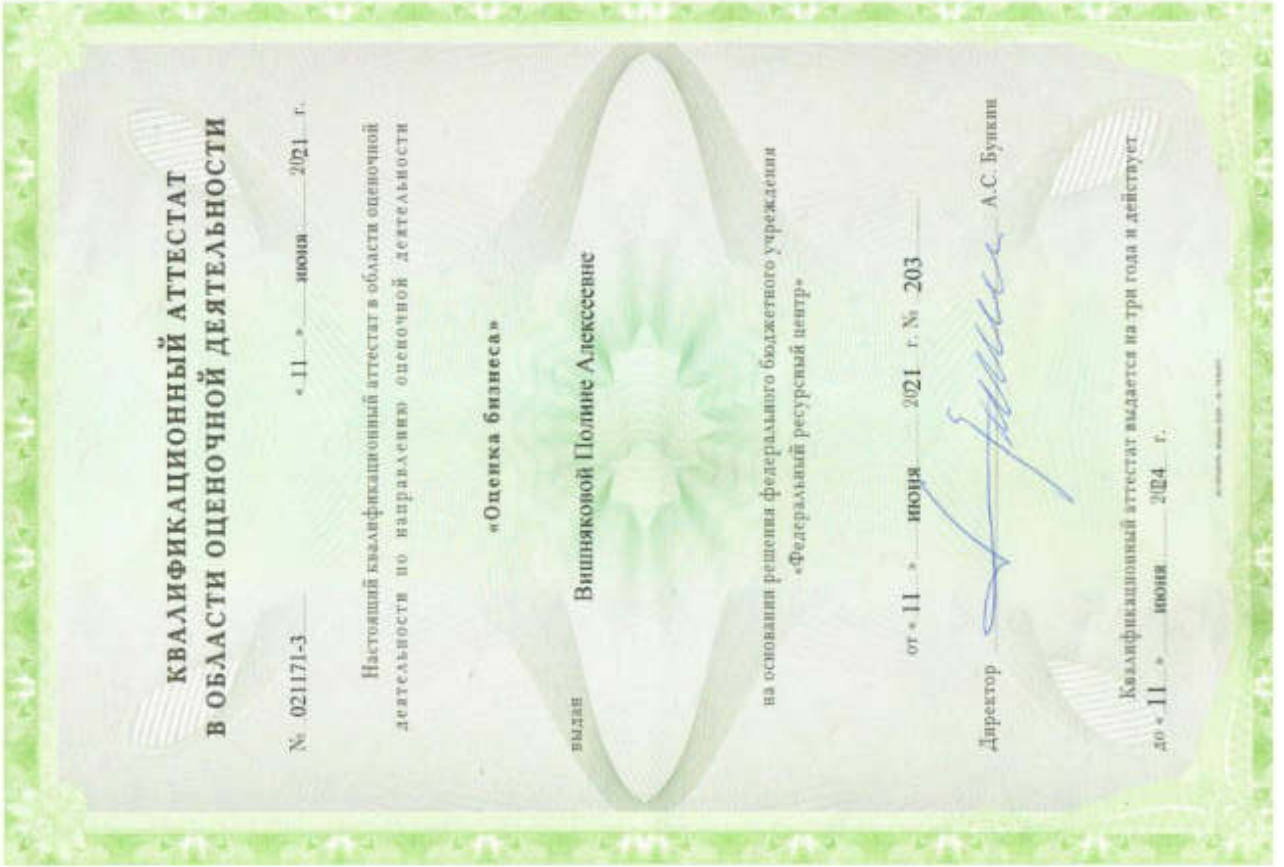 КВАЛИФИКАЦИОННЫЙ АТТЕСТАТ
В ОБЛАСТИ ОЦЕНОЧНОЙ ДЕЯТЕЛЬНОСТИ
№ 021171-3 « 11 » июня 2021 г.
Настоящий квалификационный аттестат в области оценочной
деятельности по направлению оценочной деятельности
«Оценка бизнеса»
выдан Вишняковой Полине Алексеевне
на основании решения федерального бюджетного учреждения
«Федеральный ресурсный центр»
от « 11 » июня 2021 г. № 203
Директор А.С. Бункин
Квалификационный аттестат выдается на три года и действует
до « 11 » июня 2024 г.